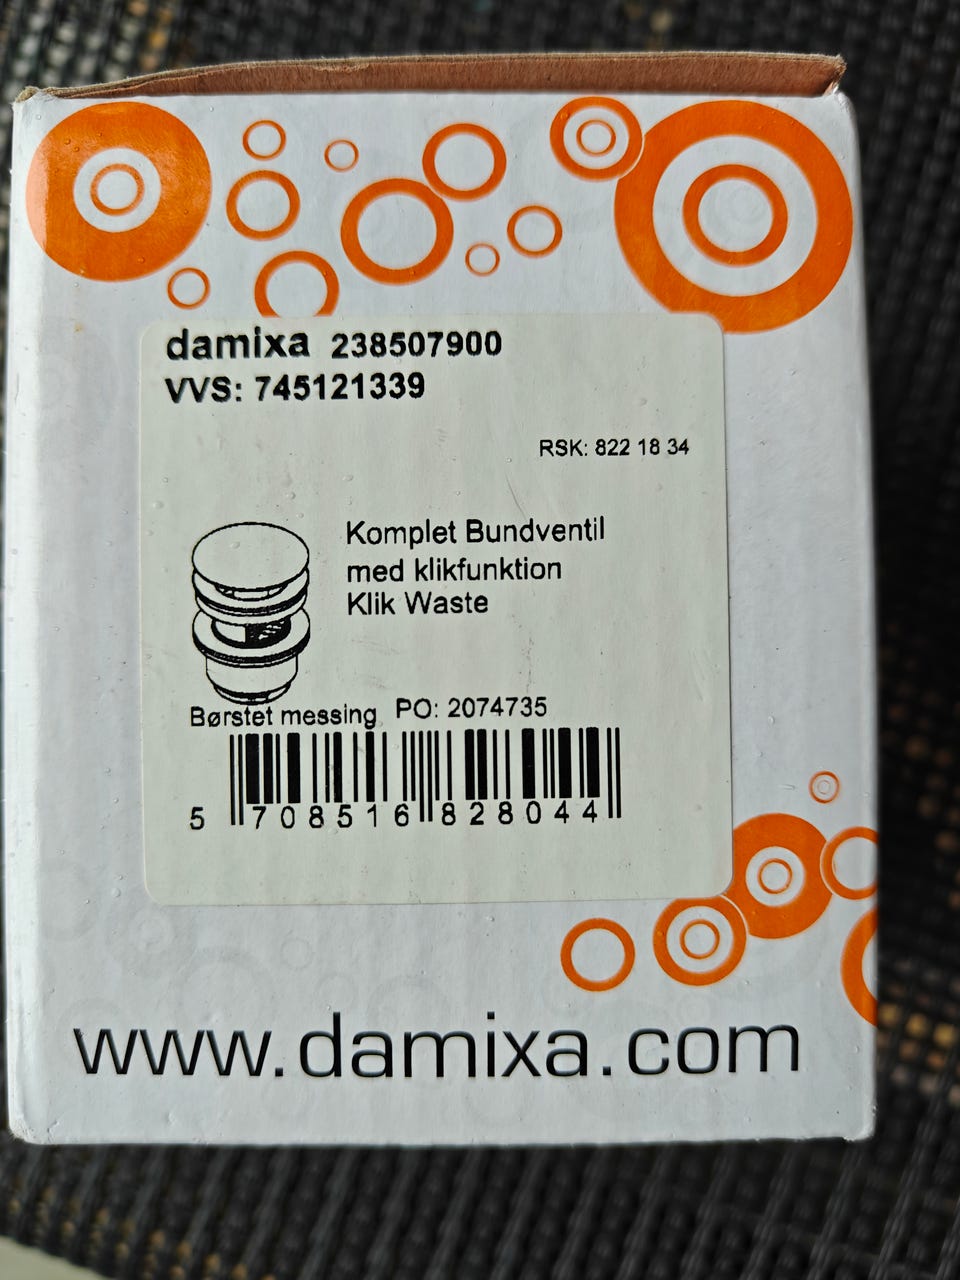 damixa 238507900
VVS: 745121339
RSK: 822 18 34
Komplet Bundventil
med klikfunktion
Klik Waste
Børstet messing PO: 2074735
5 708516 828044
www.damixa.com